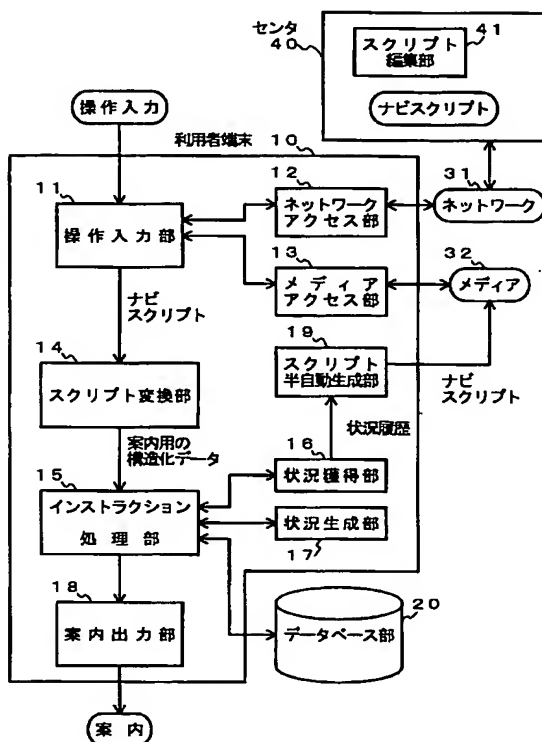 センタ
40
41
スクリプト
編集部
ナビスクリプト
操作入力
利用者端末
10
11
操作入力部
12
ネットワーク
アクセス部
31
ネットワーク
13
メディア
アクセス部
32
メディア
ナビ
スクリプト
14
スクリプト変換部
19
スクリプト
半自動生成部
ナビ
スクリプト
状況履歴
案内用の
構造化データ
15
インストラクション
処理部
16
状況獲得部
状況生成部
17
18
案内出力部
20
データベース部
案内